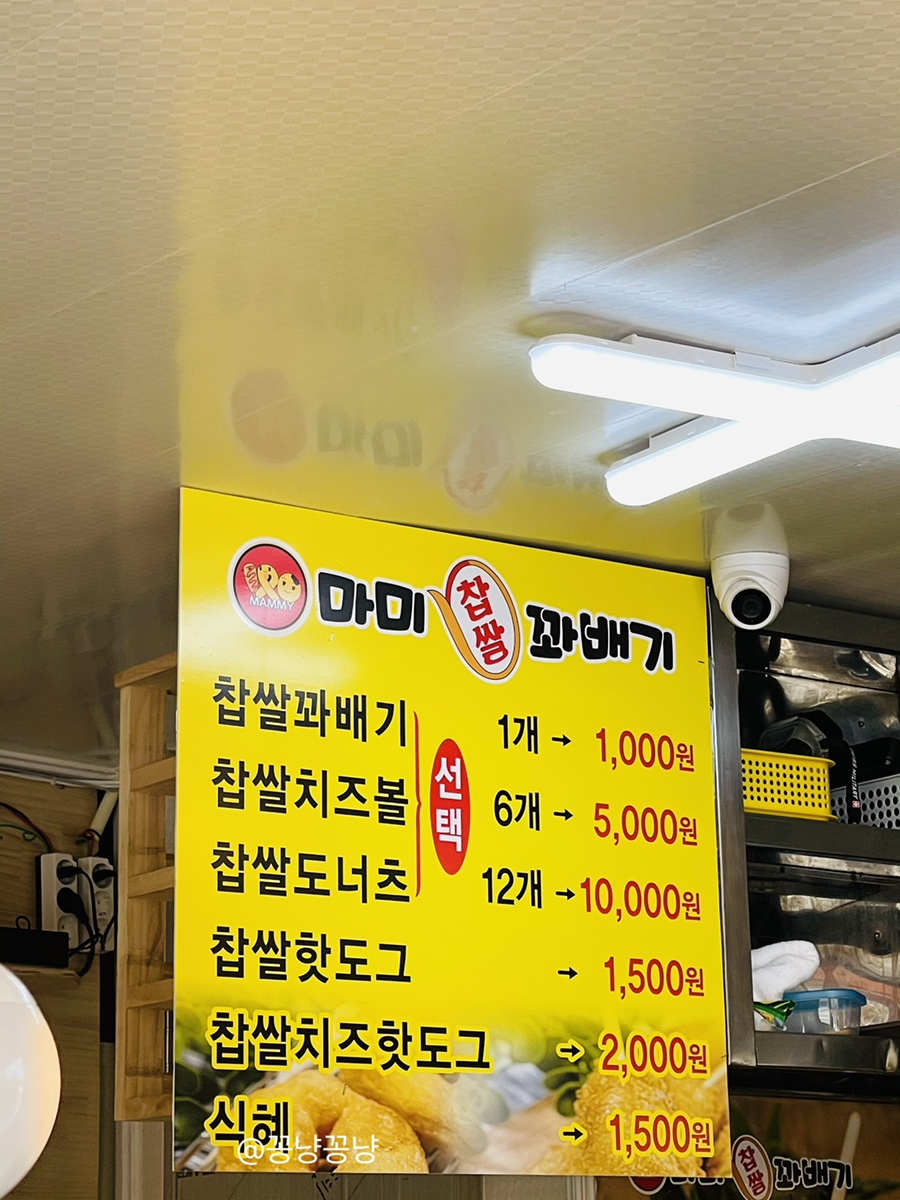 MAMMY 마미 찹쌀 꽈배기
찹쌀꽈배기
찹쌀치즈볼
찹쌀도너츠
선택
1개 → 1,000원
6개 → 5,000원
12개 → 10,000원
찹쌀핫도그 → 1,500원
찹쌀치즈핫도그 → 2,000원
식혜 → 1,500원
@꽁냥꽁냥
찹쌀 꽈배기